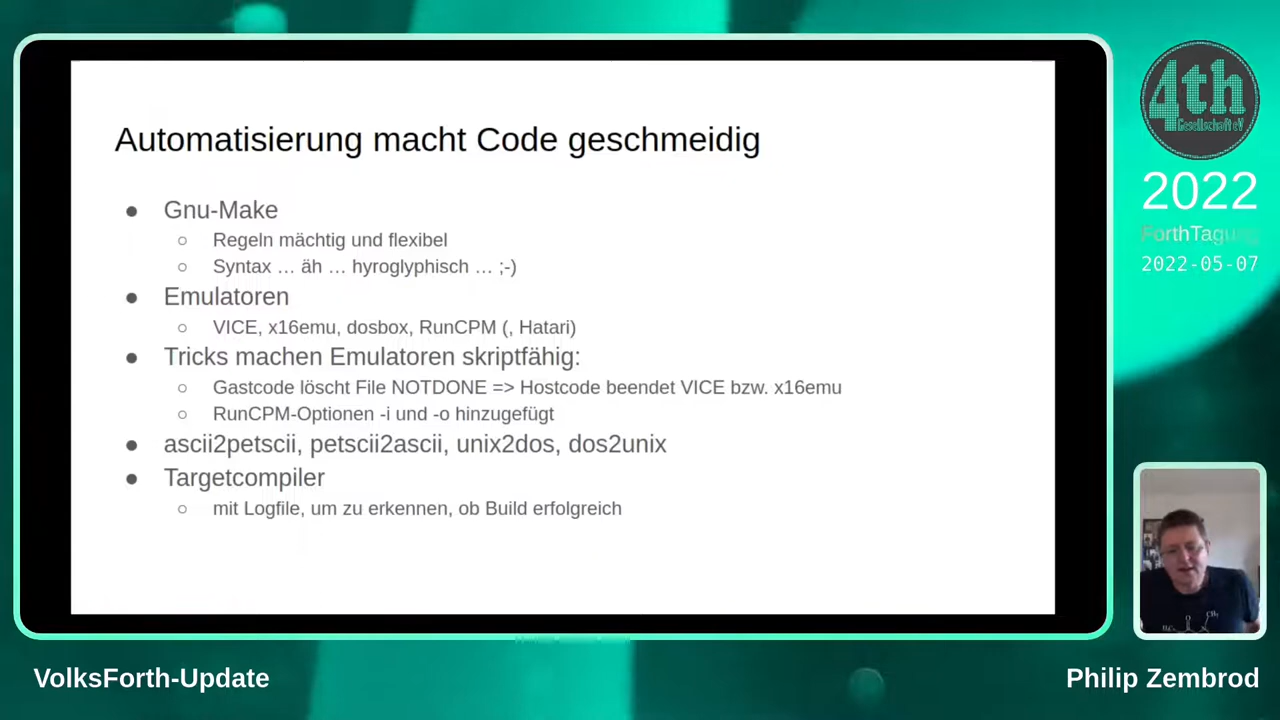 Automatisierung macht Code geschmeidig
● Gnu-Make
○ Regeln mächtig und flexibel
○ Syntax … äh … hyroglyphisch … ;-)
● Emulatoren
○ VICE, x16emu, dosbox, RunCPM (, Hatari)
● Tricks machen Emulatoren skriptfähig:
○ Gastcode löscht File NOTDONE => Hostcode beendet VICE bzw. x16emu
○ RunCPM-Optionen -i und -o hinzugefügt
● ascii2petscii, petscii2ascii, unix2dos, dos2unix
● Targetcompiler
○ mit Logfile, um zu erkennen, ob Build erfolgreich
4th
Gesellschaft eV
2022
ForthTagung
2022-05-07
VolksForth-Update
Philip Zembrod